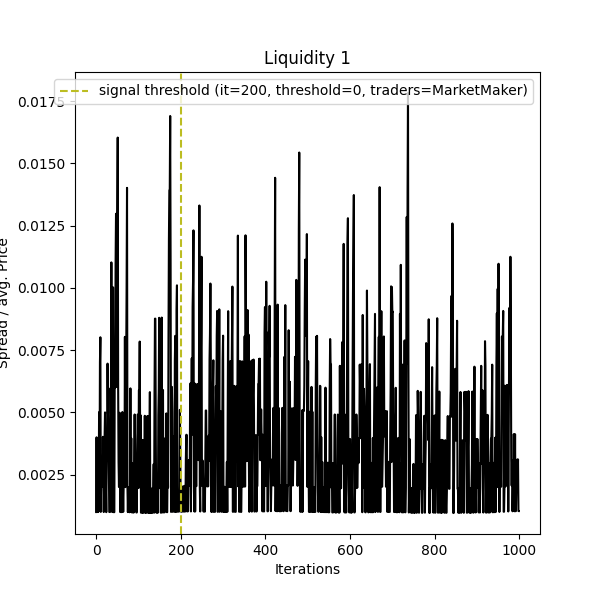 Liquidity 1
signal threshold (it=200, threshold=0, traders=MarketMaker)
0.0175
0.0150
0.0125
0.0100
0.0075
0.0050
0.0025
Spread / avg. Price
0 200 400 600 800 1000
Iterations